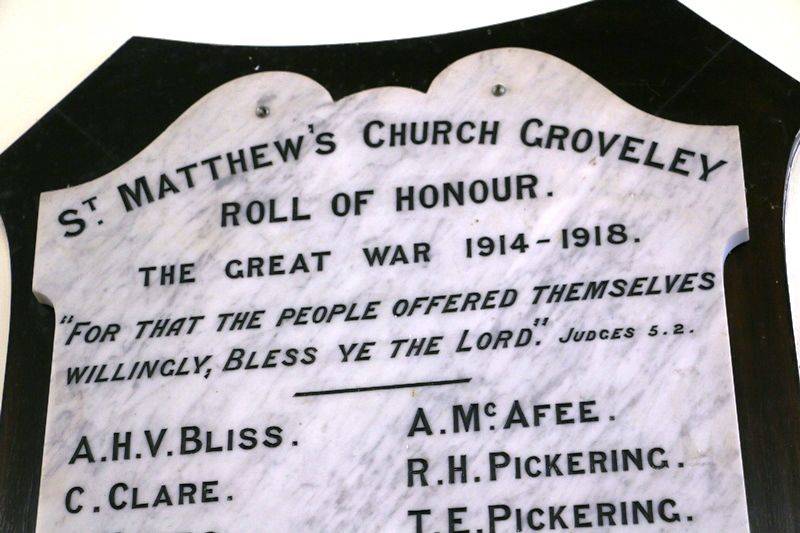 ST. MATTHEW'S CHURCH GROVELEY
ROLL OF HONOUR.
THE GREAT WAR 1914-1918.
"FOR THAT THE PEOPLE OFFERED THEMSELVES
WILLINGLY, BLESS YE THE LORD." JUDGES 5.2.
A.H.V. BLISS.
C. CLARE.
A. McAFEE.
R.H. PICKERING.
T.E. PICKERING.